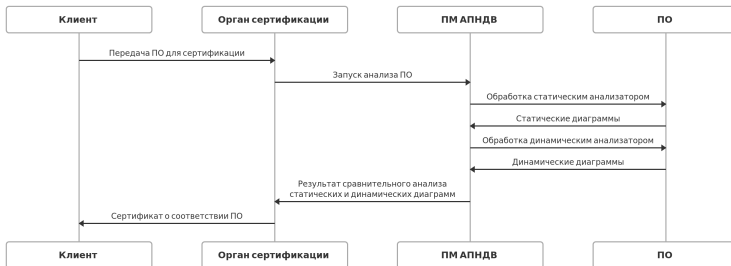 Клиент
Орган сертификации
ПМ АПНДВ
ПО
Передача ПО для сертификации
Запуск анализа ПО
Обработка статическим анализатором
Статические диаграммы
Обработка динамическим анализатором
Динамические диаграммы
Результат сравнительного анализа
статических и динамических диаграмм
Сертификат о соответствии ПО
Клиент
Орган сертификации
ПМ АПНДВ
ПО